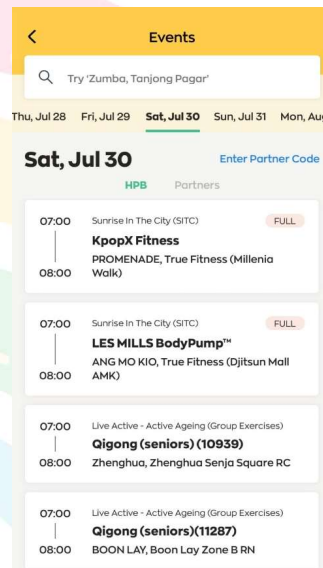 Events
Try 'Zumba, Tanjong Pagar'
Thu, Jul 28 Fri, Jul 29 Sat, Jul 30 Sun, Jul 31 Mon, Aug
Sat, Jul 30 Enter Partner Code
HPB Partners
07:00 Sunrise In The City (SITC) FULL
KpopX Fitness
PROMENADE, True Fitness (Millenia
08:00 Walk)
07:00 Sunrise In The City (SITC) FULL
LES MILLS BodyPump™
ANG MO KIO, True Fitness (Djitsun Mall
08:00 AMK)
07:00 Live Active - Active Ageing (Group Exercises)
Qigong (seniors) (10939)
08:00 Zhenghua, Zhenghua Senja Square RC
07:00 Live Active - Active Ageing (Group Exercises)
Qigong (seniors)(11287)
08:00 BOON LAY, Boon Lay Zone B RN